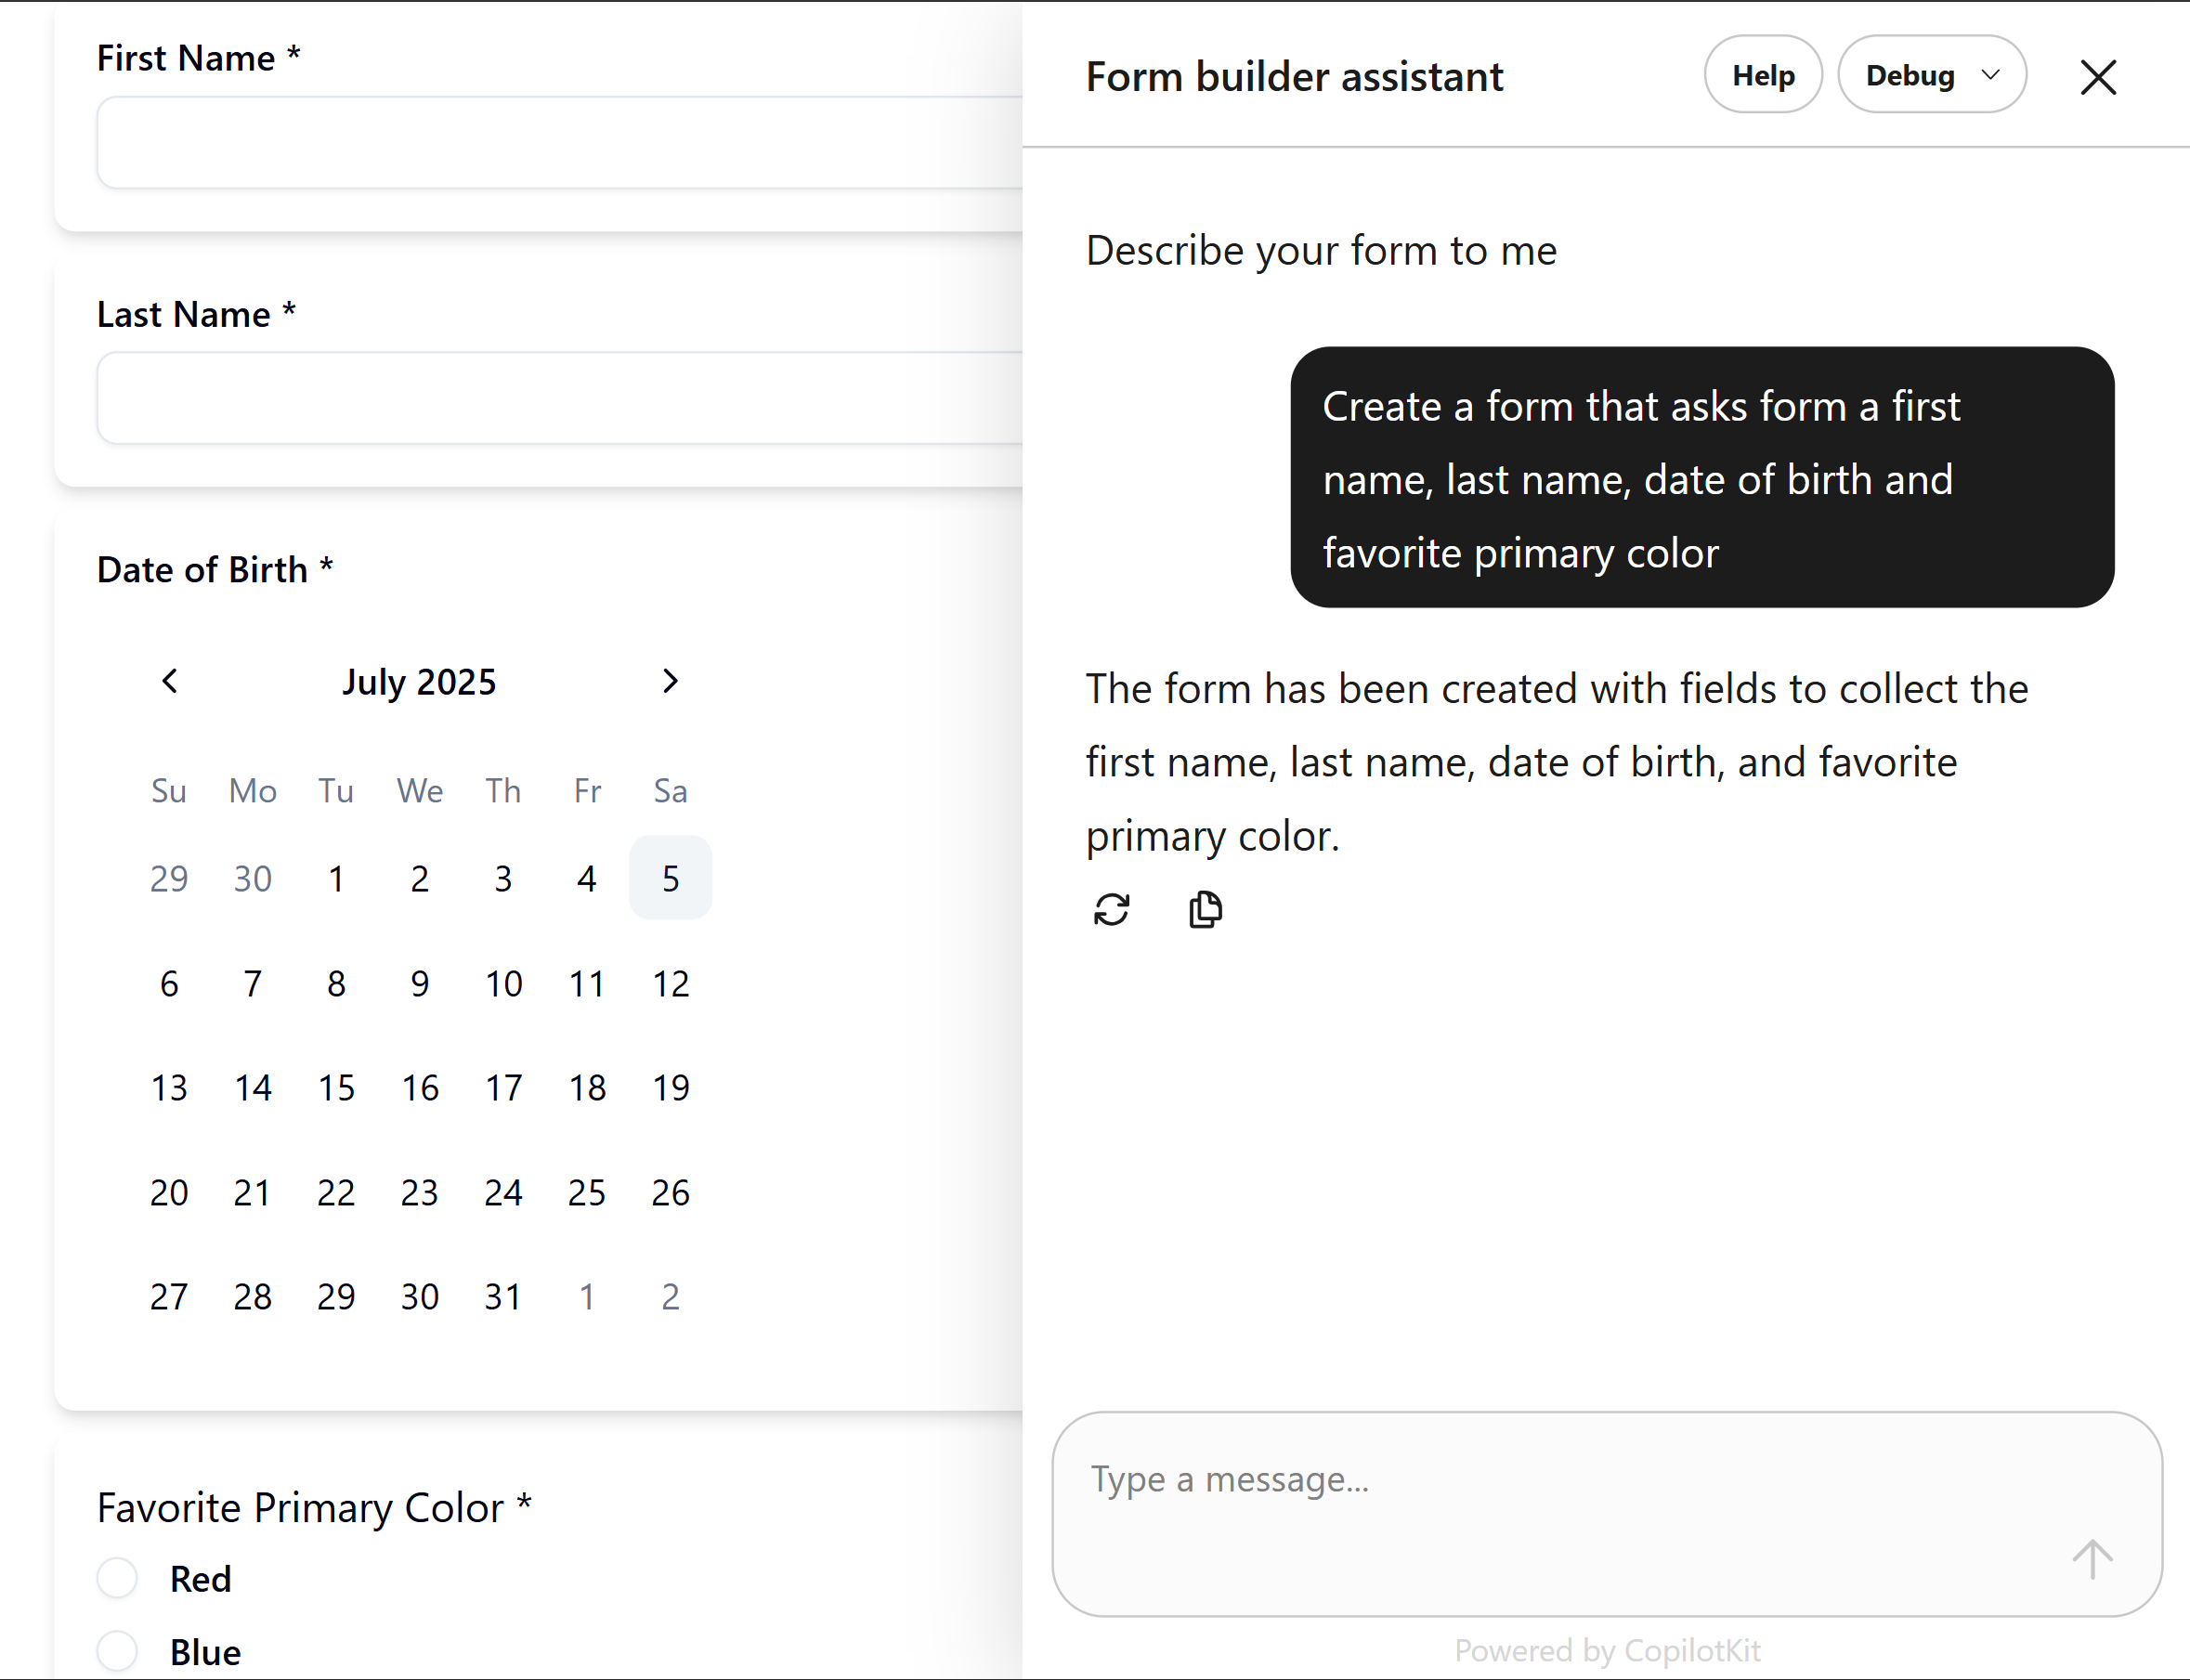 First Name *
Last Name *
Date of Birth *
July 2025
Su Mo Tu We Th Fr Sa
29 30 1 2 3 4 5
6 7 8 9 10 11 12
13 14 15 16 17 18 19
20 21 22 23 24 25 26
27 28 29 30 31 1 2
Favorite Primary Color *
Red
Blue
Form builder assistant
Help
Debug
Describe your form to me
Create a form that asks form a first
name, last name, date of birth and
favorite primary color
The form has been created with fields to collect the
first name, last name, date of birth, and favorite
primary color.
Type a message...
Powered by CopilotKit